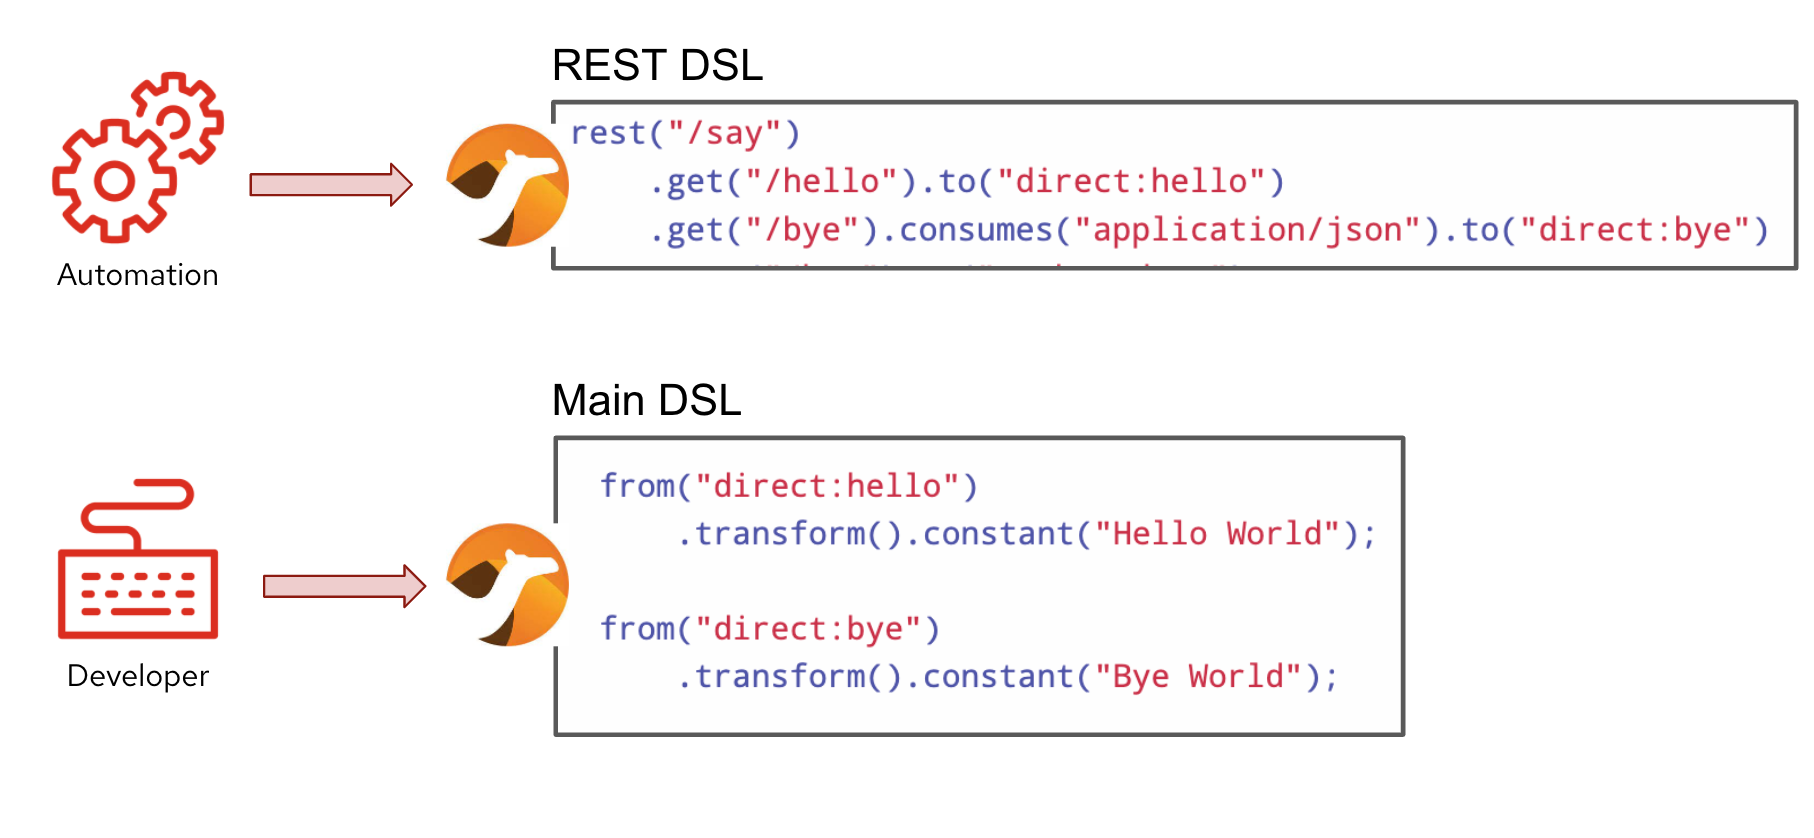 REST DSL
rest("/say")
.get("/hello").to("direct:hello")
.get("/bye").consumes("application/json").to("direct:bye")
Automation
Main DSL
from("direct:hello")
.transform().constant("Hello World");
from("direct:bye")
.transform().constant("Bye World");
Developer